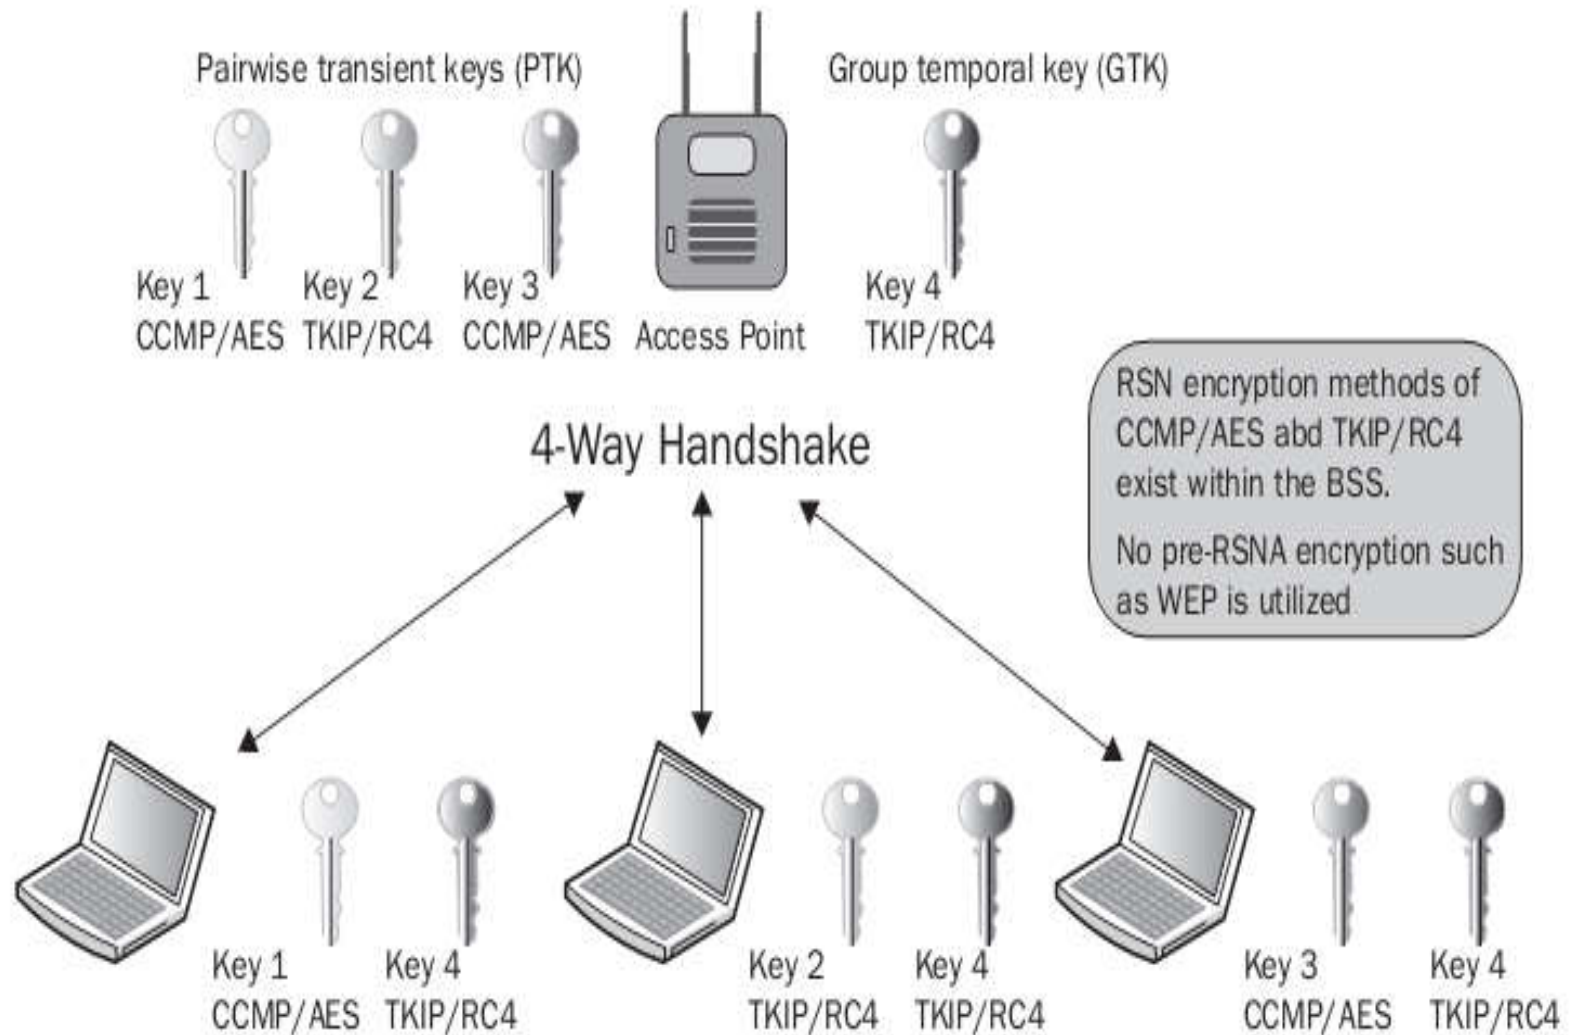 Pairwise transient keys (PTK)
Group temporal key (GTK)
Key 1
CCMP/AES
Key 2
TKIP/RC4
Key 3
CCMP/AES
Access Point
Key 4
TKIP/RC4
RSN encryption methods of
CCMP/AES abd TKIP/RC4
exist within the BSS.
No pre-RSNA encryption such
as WEP is utilized
4-Way Handshake
Key 1
CCMP/AES
Key 4
TKIP/RC4
Key 2
TKIP/RC4
Key 4
TKIP/RC4
Key 3
CCMP/AES
Key 4
TKIP/RC4